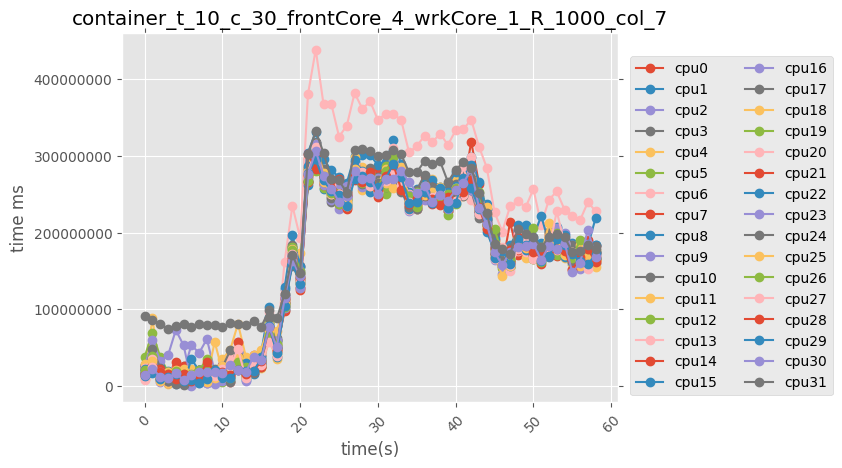 container_t_10_c_30_frontCore_4_wrkCore_1_R_1000_col_7
400000000
300000000
200000000
100000000
0
time ms
0
10
20
30
40
50
60
time(s)
cpu0
cpu1
cpu2
cpu3
cpu4
cpu5
cpu6
cpu7
cpu8
cpu9
cpu10
cpu11
cpu12
cpu13
cpu14
cpu15
cpu16
cpu17
cpu18
cpu19
cpu20
cpu21
cpu22
cpu23
cpu24
cpu25
cpu26
cpu27
cpu28
cpu29
cpu30
cpu31